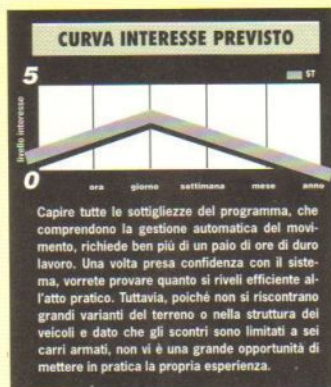 CURVA INTERESSE PREVISTO
5
ST
livello interesse
0
ora giorno settimana mese anno
Capire tutte le sottigliezze del programma, che
comprendono la gestione automatica del movi-
mento, richiede ben più di un paio di ore di duro
lavoro. Una volta presa confidenza con il siste-
ma, vorrete provare quanto si riveli efficiente al-
l'atto pratico. Tuttavia, poiché non si riscontrano
grandi varianti del terreno o nella struttura dei
veicoli e dato che gli scontri sono limitati a sei
carri armati, non vi è una grande opportunità di
mettere in pratica la propria esperienza.